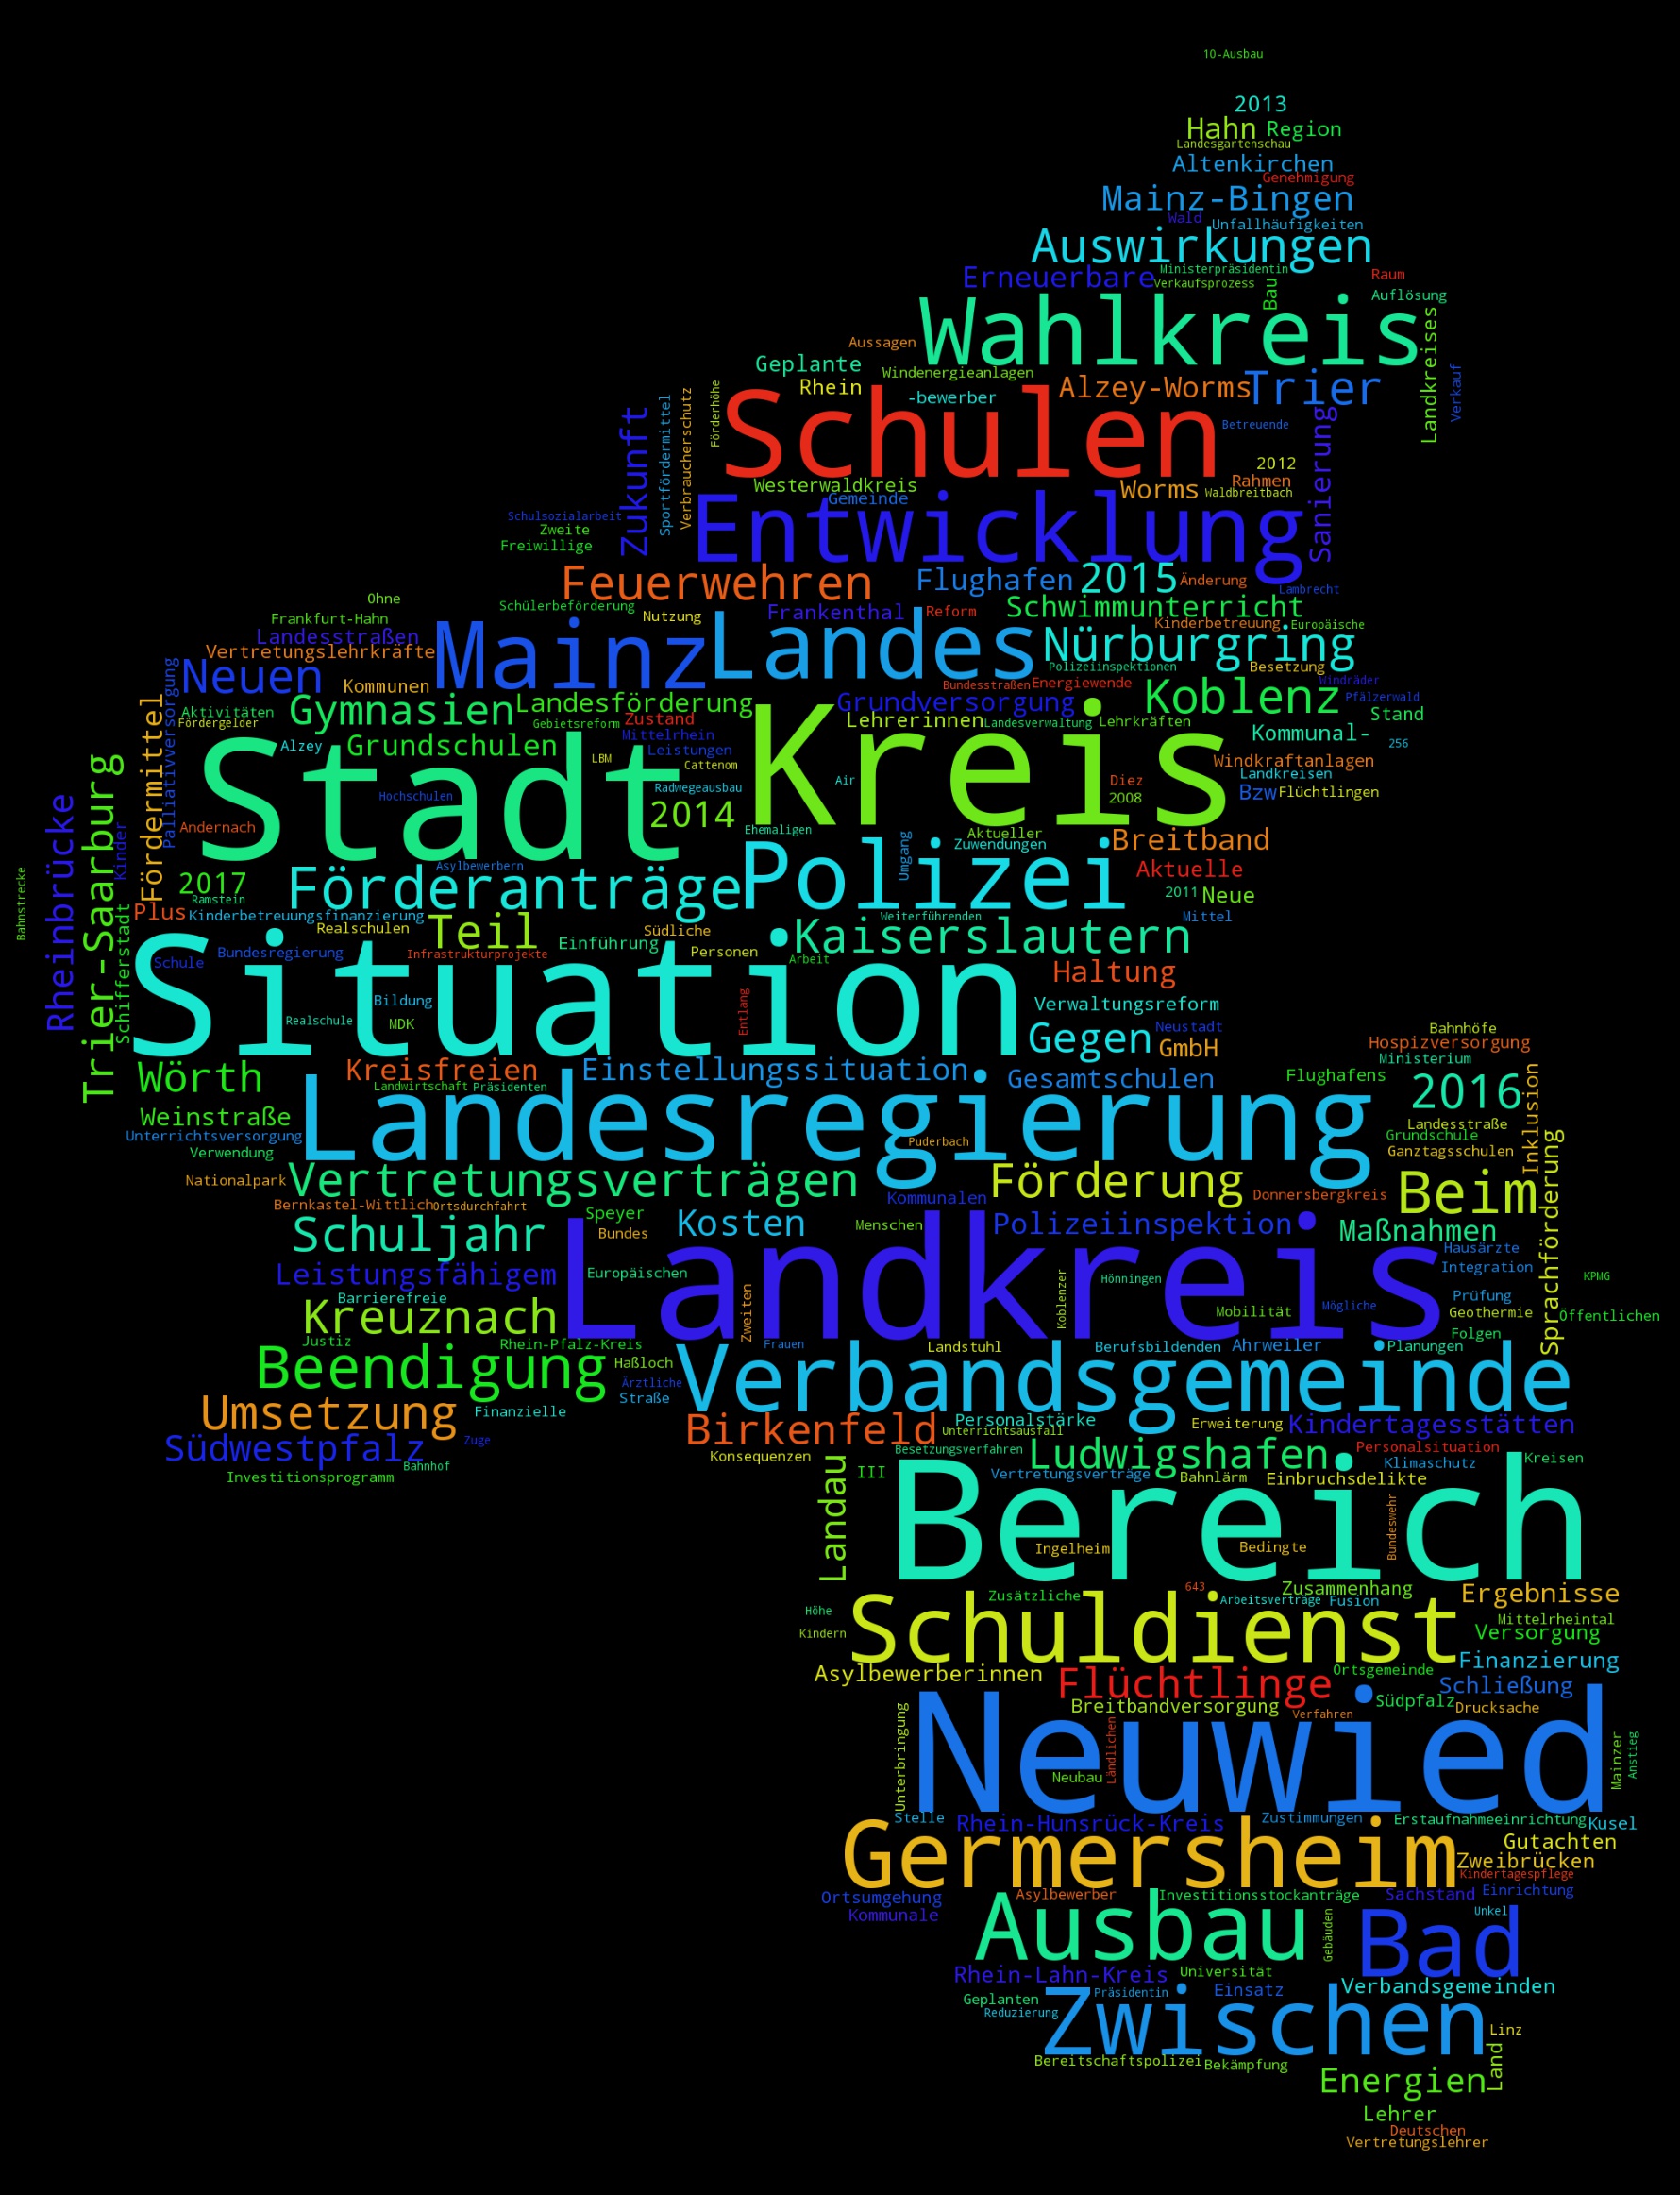 10-Ausbau
2013
Hahn Region
Landesgartenschau
Altenkirchen
Genehmigung
Mainz-Bingen
Wald Unfallhäufigkeiten
Auswirkungen
Erneuerbare Ministerpräsidentin Raum
Verkaufsprozess Bau Auflösung
Wahlkreis Landkreises
Aussagen
Geplante Windenergieanlagen Verkauf
Rhein -bewerber Alzey-Worms Trier
Förderhöhe Schulen
Zukunft Sportfördermittel Verbraucherschutz Betreuende Sanierung
2012
Westerwaldkreis Gemeinde Worms Rahmen Waldbreitbach
Schulsozialarbeit Entwicklung
Zweite
Freiwillige
Feuerwehren Flughafen 2015 Änderung
Lambrecht
Ohne Schülerbeförderung Nutzung Frankenthal Reform Schwimmunterricht
Frankfurt-Hahn Kinderbetreuung Europäische
Landesstraßen Mainz Landes Nürburgring
Vertretungslehrkräfte Polizeiinspektionen Besetzung
Neuen Kommunen Bundesstraßen Energiewende Windräder
Palliativversorgung Fördermittel Gymnasien Landesförderung Grundversorgung Koblenz Pfälzerwald
Aktivitäten Fördergelder Gebietsreform Zustand Lehrerinnen Landesverwaltung Lehrkräften Stand
Alzey Grundschulen Mittelrhein Leistungen Kommunal- 256
Stadt Kreis
LBM Cattenom Windkraftanlagen
Hochschulen Radwegeausbau Air Diez Landkreisen
2014 2008 Bzw Flüchtlingen
Rheinbrücke Trier-Saarburg Kinder Andernach Ehemaligen Aktueller Breitband
Umgang Zuwendungen
Asylbewerbern Polizei Aktuelle
Bahnstrecke 2017 Förderanträge 2011 Neue
Ramstein
Plus Kinderbetreuungsfinanzierung Weiterführenden Mittel
Schifferstadt Realschulen Teil Einführung Südliche Kaiserslautern
Bundesregierung Infrastrukturprojekte Personen Arbeit
Schule Situation Haltung
Bildung Entlang Verwaltungsreform
Realschule MDK Gegen Neustadt Bahnhöfe
GmbH Hospizversorgung
Wörth Kreisfreien Einstellungssituation Gesamtschulen Ministerium
Landwirtschaft Präsidenten Flughafens 2016 Inklusion
Weinstraße Landesregierung Landesstraße
Unterrichtsversorgung Puderbach Grundschule
Verwendung Ganztagsschulen
Nationalpark Vertretungsverträgen Kommunalen Förderung Donnersbergkreis Beim Sprachförderung
Bernkastel-Wittlich Ortsdurchfahrt
Schuljahr Speyer Kosten Menschen Polizeiinspektion Maßnahmen
Bundes Hausärzte
Leistungsfähigem Europäischen Landkreis Integration
Barrierefreie Zweiten Koblenzer Hönningen Prüfung KPMG
Kreuznach Mobilität Mögliche Geothermie Öffentlichen
Justiz Rhein-Pfalz-Kreis Frauen Landstuhl Berufsbildenden Ahrweiler Folgen
Planungen
Beendigung Haßloch Verbandsgemeinde
Ärztliche
Straße
Umsetzung Finanzielle Birkenfeld Personalstärke Erweiterung Kindertagesstätten
Unterrichtsausfall
Südwestpfalz Zuge Konsequenzen Besetzungsverfahren Ludwigshafen Personalsituation
Bahnhof Klimaschutz Kreisen
Investitionsprogramm Landau III Vertretungsverträge Bahnlärm Einbruchsdelikte
Bereich
Ingelheim Bedingte Bundeswehr
643 Zusammenhang Ergebnisse
Höhe Zusätzliche Arbeitsverträge Fusion
Kindern Schuldienst Mittelrheintal
Versorgung
Asylbewerberinnen Flüchtlinge Ortsgemeinde Finanzierung
Schließung
Breitbandversorgung Südpfalz Drucksache
Verfahren
Unterbringung Neuwied Mainzer Anstieg
Neubau Ländlichen
Stelle Rhein-Hunsrück-Kreis Zustimmungen Erstaufnahmeeinrichtung Kusel
Germersheim Gutachten
Zweibrücken
Kindertagespflege
Ortsumgehung Asylbewerber Investitionsstockanträge Sachstand Einrichtung
Kommunale Ausbau Gebäuden Bad Unkel
Rhein-Lahn-Kreis Universität
Geplanten Präsidentin Einsatz Verbandsgemeinden
Reduzierung Zwischen Linz
Bereitschaftspolizei Bekämpfung Land
Energien
Lehrer
Deutschen
Vertretungslehrer